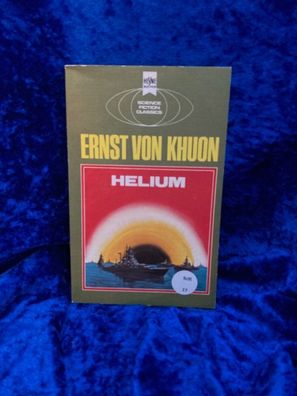 HEYNE
SCIENCE
FICTION
CLASSICS
ERNST VON KHUON
HELIUM